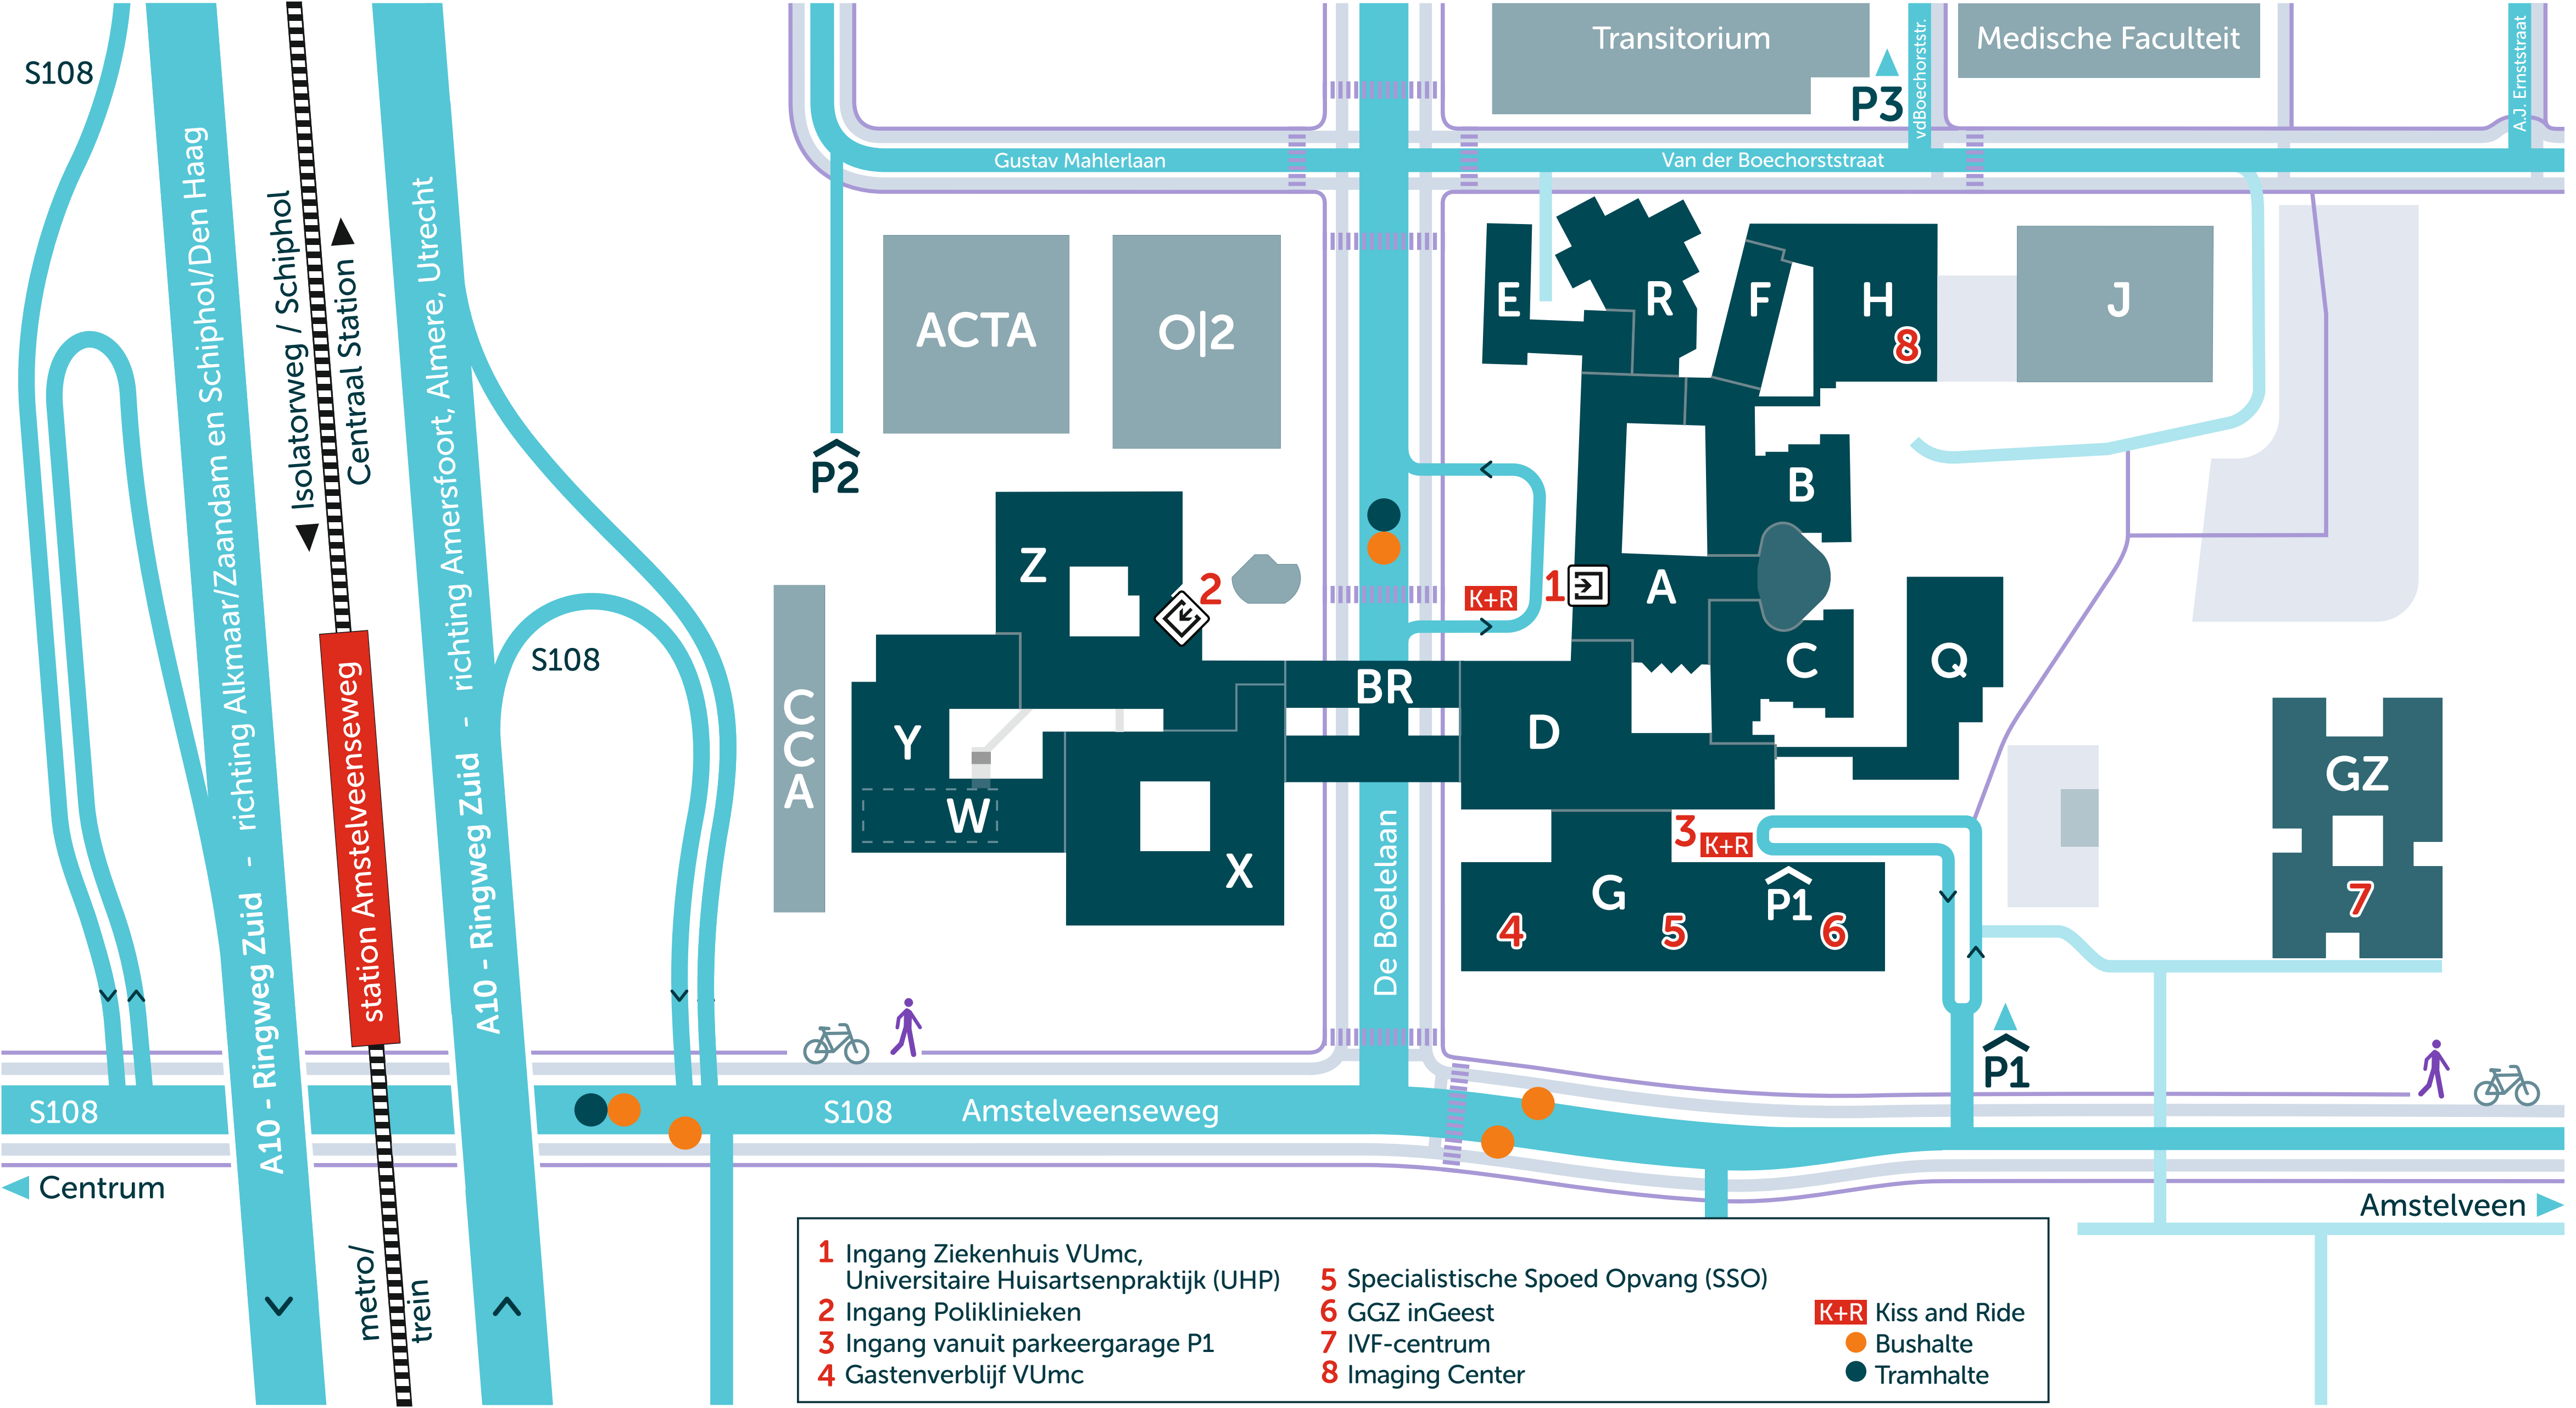 S108
Transitorium
P3
vdBoechorststr.
Medische Faculteit
A.J. Ernststraat
Gustav Mahlerlaan
Van der Boechorststraat
A10 - Ringweg Zuid - richting Alkmaar/Zaandam en Schiphol/Den Haag
Isolatorweg / Schiphol
Centraal Station
A10 - Ringweg Zuid - richting Amersfoort, Almere, Utrecht
station Amstelveenseweg
metro/
trein
S108
P2
ACTA
O|2
E
R
F
H
8
J
B
Z
2
K+R
1
A
C
Q
CCA
Y
W
X
BR
D
De Boelelaan
3
K+R
G
P1
4
5
6
GZ
7
P1
S108
S108
Amstelveenseweg
Centrum
Amstelveen
1 Ingang Ziekenhuis VUmc,
Universitaire Huisartsenpraktijk (UHP)
2 Ingang Poliklinieken
3 Ingang vanuit parkeergarage P1
4 Gastenverblijf VUmc
5 Specialistische Spoed Opvang (SSO)
6 GGZ inGeest
7 IVF-centrum
8 Imaging Center
K+R Kiss and Ride
Bushalte
Tramhalte